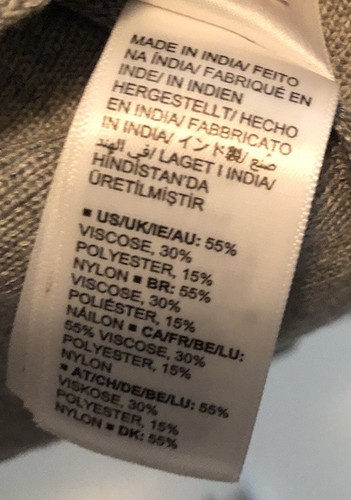 MADE IN INDIA/ FEITO
NA ÍNDIA/ FABRIQUÉ EN
INDE/ IN INDIEN
HERGESTELLT/ HECHO
EN INDIA/ FABBRICATO
IN INDIA/ インド製/
صنع في الهند/ LAGET I INDIA/
HİNDİSTAN'DA
ÜRETİLMİŞTİR
■ US/UK/IE/AU: 55%
VISCOSE, 30%
POLYESTER, 15%
NYLON ■ BR: 55%
VISCOSE, 30%
POLIÉSTER, 15%
NÁILON ■ CA/FR/BE/LU:
55% VISCOSE, 30%
POLYESTER, 15%
NYLON
■ AT/CH/DE/BE/LU: 55%
VISKOSE, 30%
POLYESTER, 15%
NYLON ■ DK: 55%